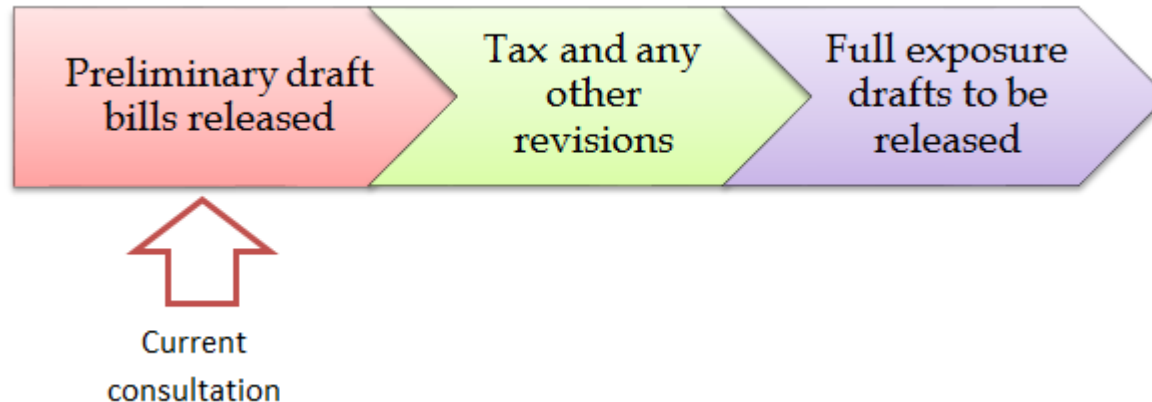 Preliminary draft
bills released
Tax and any
other
revisions
Full exposure
drafts to be
released
Current
consultation